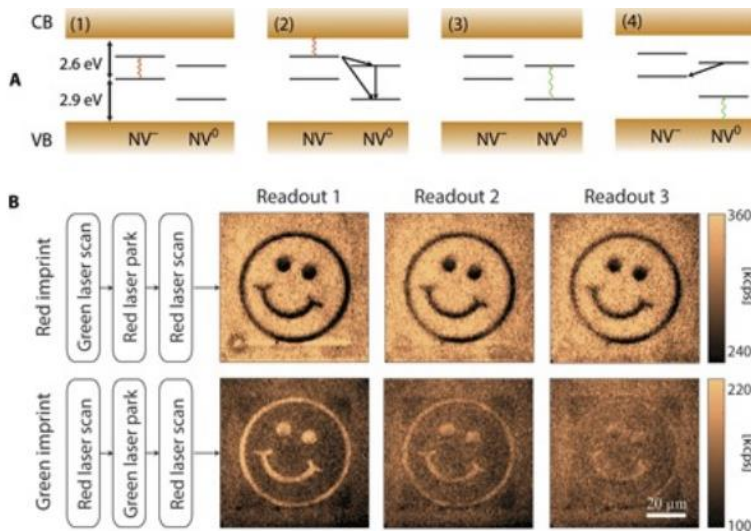 CB
(1)
(2)
(3)
(4)
2.6 eV
A
2.9 eV
VB
NV⁻ NV⁰
NV⁻ NV⁰
NV⁻ NV⁰
NV⁻ NV⁰
B
Readout 1
Readout 2
Readout 3
Red imprint
Green laser scan
Red laser park
Red laser scan
360
[kcps]
240
Green imprint
Red laser scan
Green laser park
Red laser scan
20 μm
220
[kcps]
100